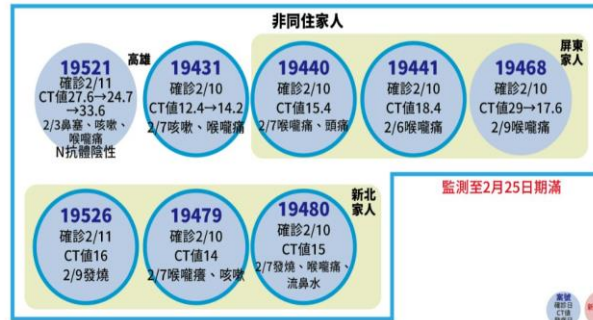 非同住家人
高雄
屏東
家人
19521
確診2/11
CT值27.6→24.7
→33.6
2/3鼻塞、咳嗽、
喉嚨痛
N抗體陰性
19431
確診2/10
CT值12.4→14.2
2/7咳嗽、喉嚨痛
19440
確診2/10
CT值15.4
2/7喉嚨痛、頭痛
19441
確診2/10
CT值18.4
2/6喉嚨痛
19468
確診2/10
CT值29→17.6
2/9喉嚨痛
新北
家人
19526
確診2/11
CT值16
2/9發燒
19479
確診2/10
CT值14
2/7喉嚨癢、咳嗽
19480
確診2/10
CT值15
2/7發燒、喉嚨痛、
流鼻水
監測至2月25日期滿
案號
確診日
CT值